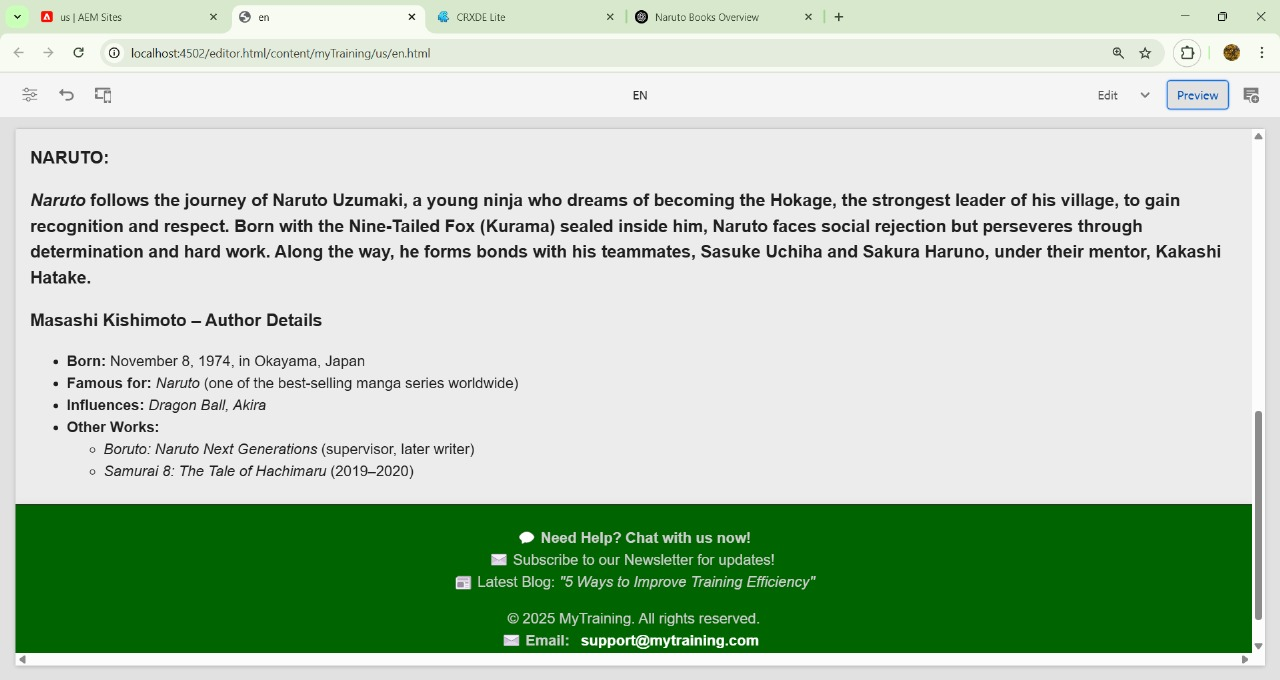 us | AEM Sites
en
CRXDE Lite
Naruto Books Overview
localhost:4502/editor.html/content/myTraining/us/en.html
EN
Edit
Preview
NARUTO:
Naruto follows the journey of Naruto Uzumaki, a young ninja who dreams of becoming the Hokage, the strongest leader of his village, to gain
recognition and respect. Born with the Nine-Tailed Fox (Kurama) sealed inside him, Naruto faces social rejection but perseveres through
determination and hard work. Along the way, he forms bonds with his teammates, Sasuke Uchiha and Sakura Haruno, under their mentor, Kakashi
Hatake.
Masashi Kishimoto – Author Details
• Born: November 8, 1974, in Okayama, Japan
• Famous for: Naruto (one of the best-selling manga series worldwide)
• Influences: Dragon Ball, Akira
• Other Works:
○ Boruto: Naruto Next Generations (supervisor, later writer)
○ Samurai 8: The Tale of Hachimaru (2019–2020)
💬 Need Help? Chat with us now!
✉️ Subscribe to our Newsletter for updates!
📰 Latest Blog: "5 Ways to Improve Training Efficiency"
© 2025 MyTraining. All rights reserved.
✉️ Email: support@mytraining.com